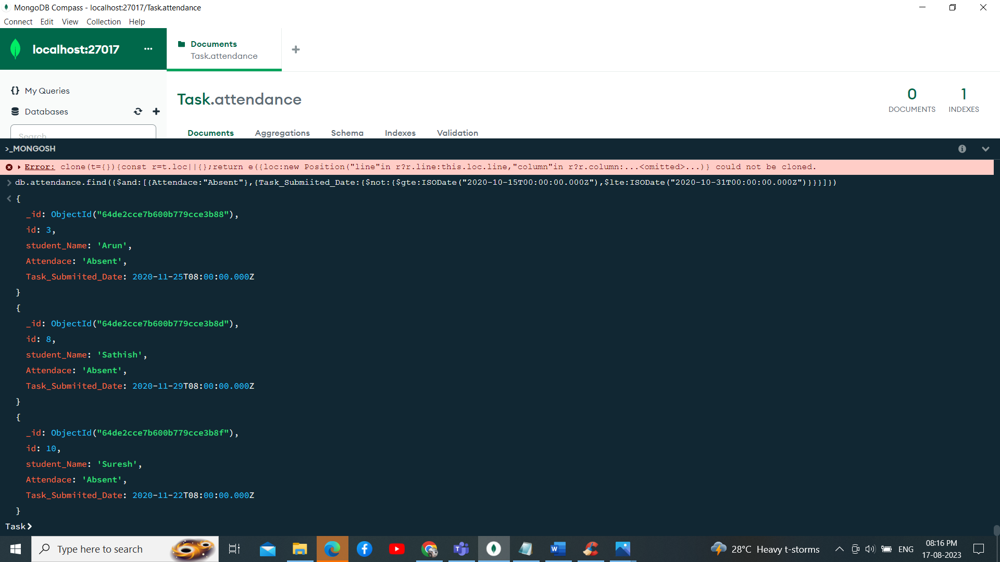 MongoDB Compass - localhost:27017/Task.attendance
Connect Edit View Collection Help
localhost:27017 ...
Documents
Task.attendance
My Queries
Databases
Search
Task.attendance
0
DOCUMENTS
1
INDEXES
Documents Aggregations Schema Indexes Validation
>_MONGOSH
Error: clone(t={}){const r=t.loc||{};return e({loc:new Position("line"in r?r.line:this.loc.line,"column"in r?r.column:...<omitted>...)} could not be cloned.
db.attendance.find({$and:[{Attendace:"Absent"},{Task_Submiited_Date:{$not:{$gte:ISODate("2020-10-15T00:00:00.000Z"),$lte:ISODate("2020-10-31T00:00:00.000Z")}}}]})
{
_id: ObjectId("64de2cce7b600b779cce3b88"),
id: 3,
student_Name: 'Arun',
Attendace: 'Absent',
Task_Submiited_Date: 2020-11-25T08:00:00.000Z
}
{
_id: ObjectId("64de2cce7b600b779cce3b8d"),
id: 8,
student_Name: 'Sathish',
Attendace: 'Absent',
Task_Submiited_Date: 2020-11-29T08:00:00.000Z
}
{
_id: ObjectId("64de2cce7b600b779cce3b8f"),
id: 10,
student_Name: 'Suresh',
Attendace: 'Absent',
Task_Submiited_Date: 2020-11-22T08:00:00.000Z
}
Task>
Type here to search
28°C Heavy t-storms
ENG
08:16 PM
17-08-2023